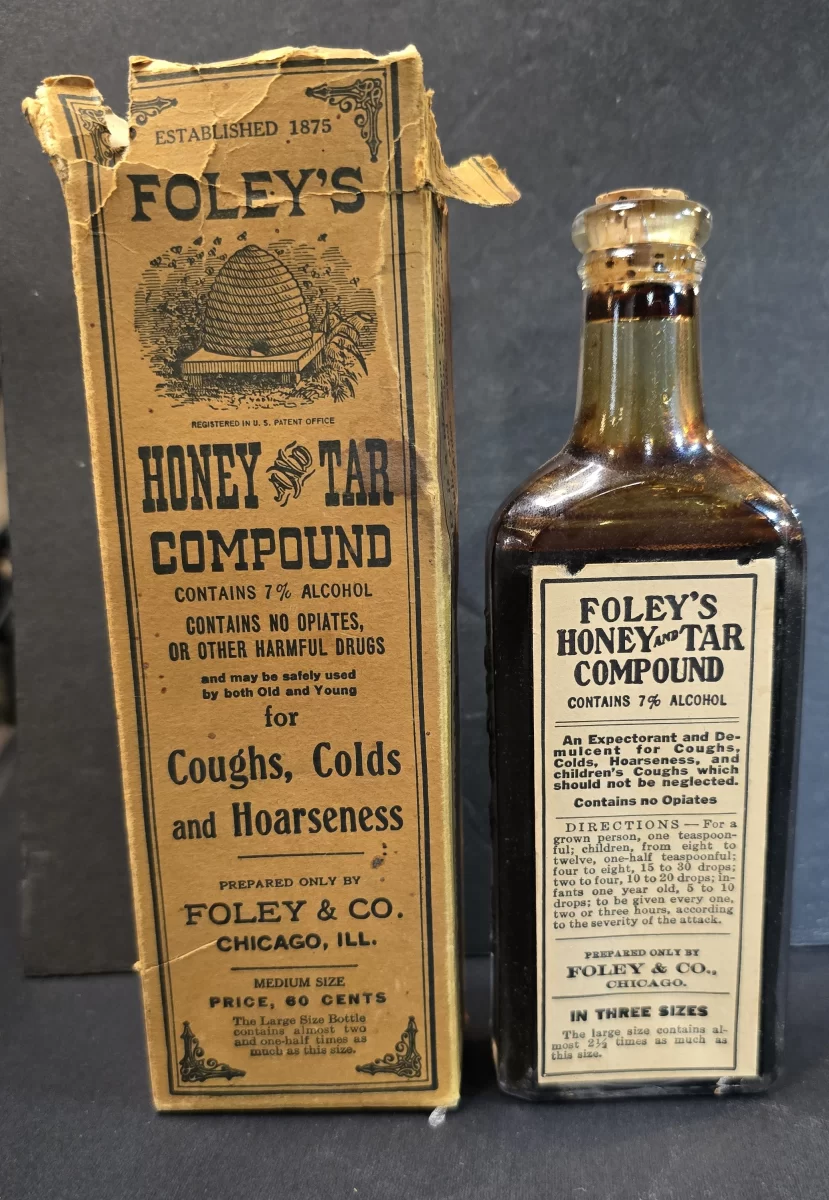 ESTABLISHED 1875
FOLEY'S
REGISTERED IN U. S. PATENT OFFICE
HONEY AND TAR
COMPOUND
CONTAINS 7% ALCOHOL
CONTAINS NO OPIATES,
OR OTHER HARMFUL DRUGS
and may be safely used
by both Old and Young
for
Coughs, Colds
and Hoarseness
PREPARED ONLY BY
FOLEY & CO.
CHICAGO, ILL.
MEDIUM SIZE
PRICE, 60 CENTS
The Large Size Bottle
contains almost two
and one-half times as
much as this size.
FOLEY'S
HONEY AND TAR
COMPOUND
CONTAINS 7% ALCOHOL
An Expectorant and De-
mulcent for Coughs,
Colds, Hoarseness, and
children's Coughs which
should not be neglected.
Contains no Opiates
DIRECTIONS — For a
grown person, one teaspoon-
ful; children, from eight to
twelve, one-half teaspoonful;
four to eight, 15 to 30 drops;
two to four, 10 to 20 drops; in-
fants one year old, 5 to 10
drops; to be given every one,
two or three hours, according
to the severity of the attack.
PREPARED ONLY BY
FOLEY & CO.,
CHICAGO.
IN THREE SIZES
The large size contains al-
most 2½ times as much as
this size.